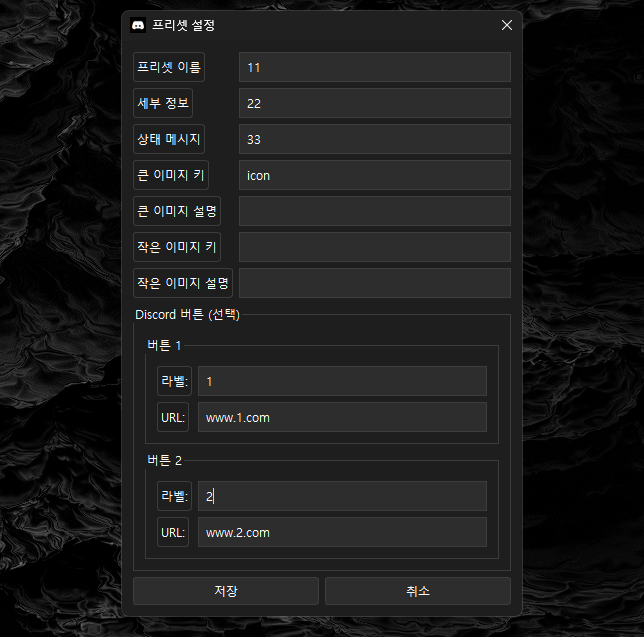 프리셋 설정
프리셋 이름 11
세부 정보 22
상태 메시지 33
큰 이미지 키 icon
큰 이미지 설명
작은 이미지 키
작은 이미지 설명
Discord 버튼 (선택)
버튼 1
라벨: 1
URL: www.1.com
버튼 2
라벨: 2
URL: www.2.com
저장 취소